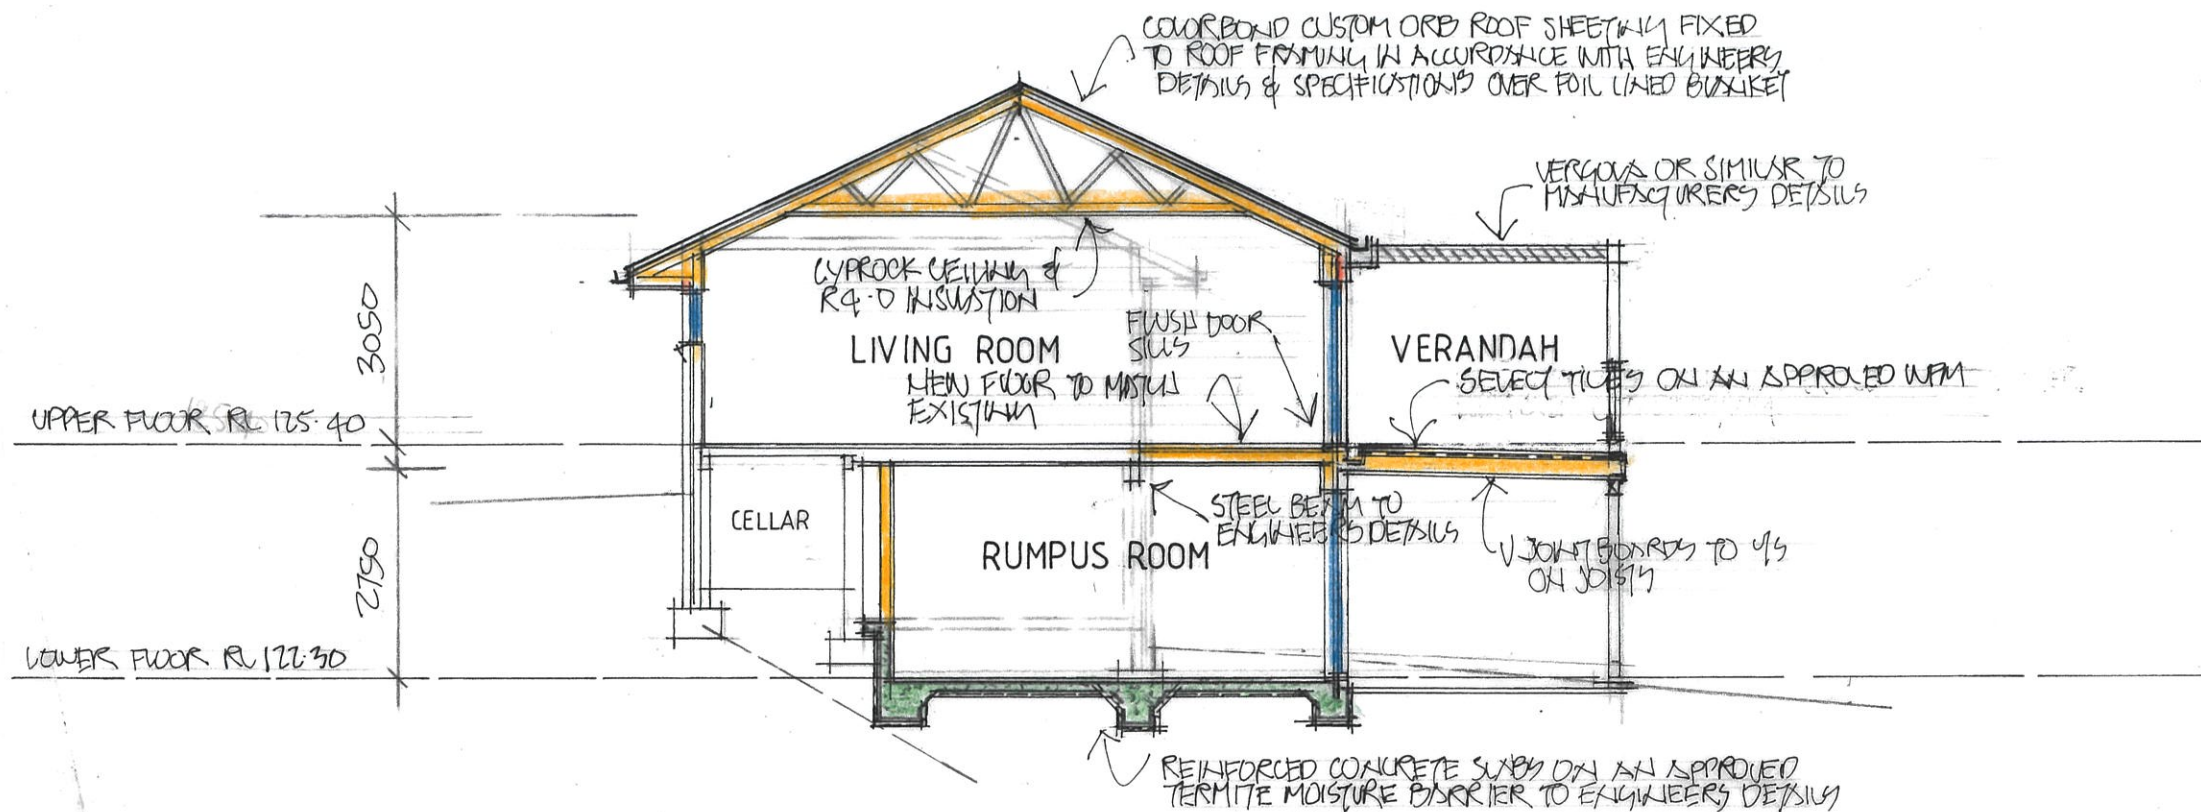 COLORBOND CUSTOM ORB ROOF SHEETING FIXED
TO ROOF FRAMING IN ACCORDANCE WITH ENGINEERS
DETAILS & SPECIFICATIONS OVER FOIL LINED BLANKET
VERGOLA OR SIMILAR TO
MANUFACTURERS DETAILS
GYPROCK CEILING &
R4.0 INSULATION
3050
LIVING ROOM
FLUSH DOOR
SILLS
VERANDAH
NEW FLOOR TO MATCH
EXISTING
SELECT TILES ON AN APPROVED WPM
UPPER FLOOR RL 125.40
CELLAR
STEEL BEAM TO
ENGINEERS DETAILS
RUMPUS ROOM
V JOINT BOARDS TO U/S
ON JOISTS
2750
LOWER FLOOR RL 122.30
REINFORCED CONCRETE SLABS ON AN APPROVED
TERMITE MOISTURE BARRIER TO ENGINEERS DETAILS